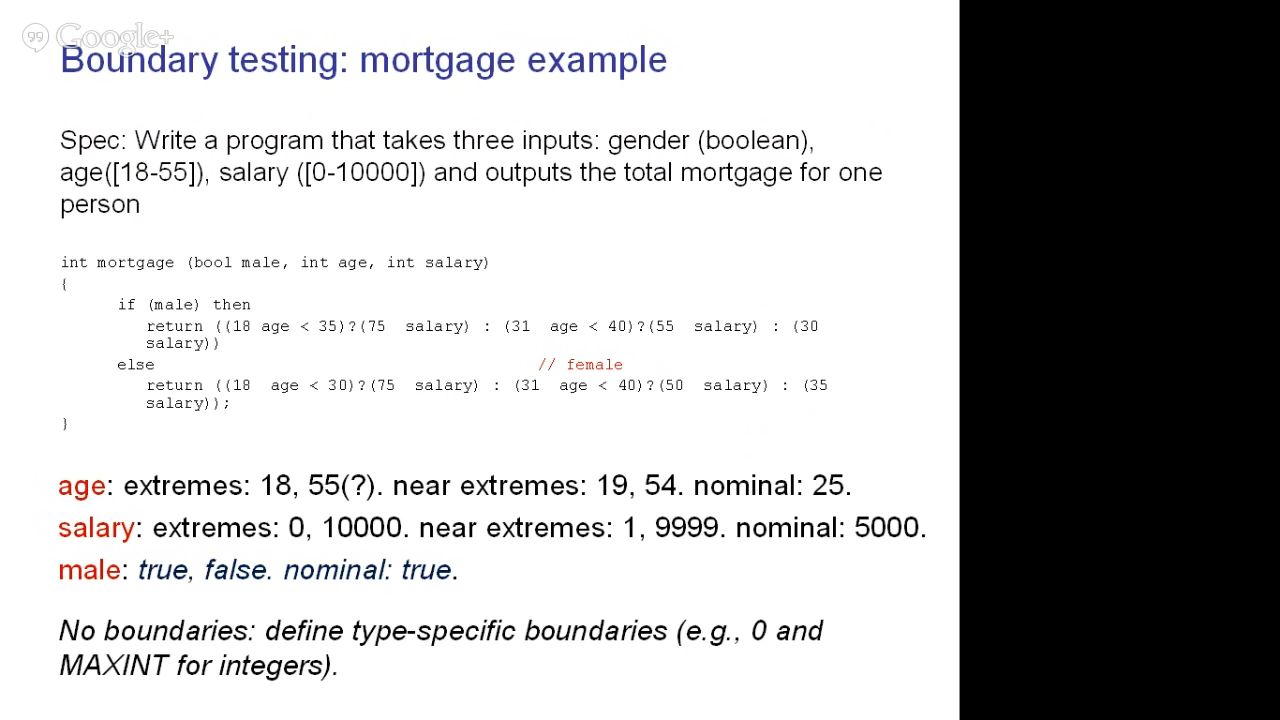 99 Google+
Boundary testing: mortgage example
Spec: Write a program that takes three inputs: gender (boolean),
age([18-55]), salary ([0-10000]) and outputs the total mortgage for one
person
int mortgage (bool male, int age, int salary)
{
if (male) then
return ((18 age < 35)?(75 salary) : (31 age < 40)?(55 salary) : (30
salary))
else // female
return ((18 age < 30)?(75 salary) : (31 age < 40)?(50 salary) : (35
salary));
}
age: extremes: 18, 55(?). near extremes: 19, 54. nominal: 25.
salary: extremes: 0, 10000. near extremes: 1, 9999. nominal: 5000.
male: true, false. nominal: true.
No boundaries: define type-specific boundaries (e.g., 0 and
MAXINT for integers).